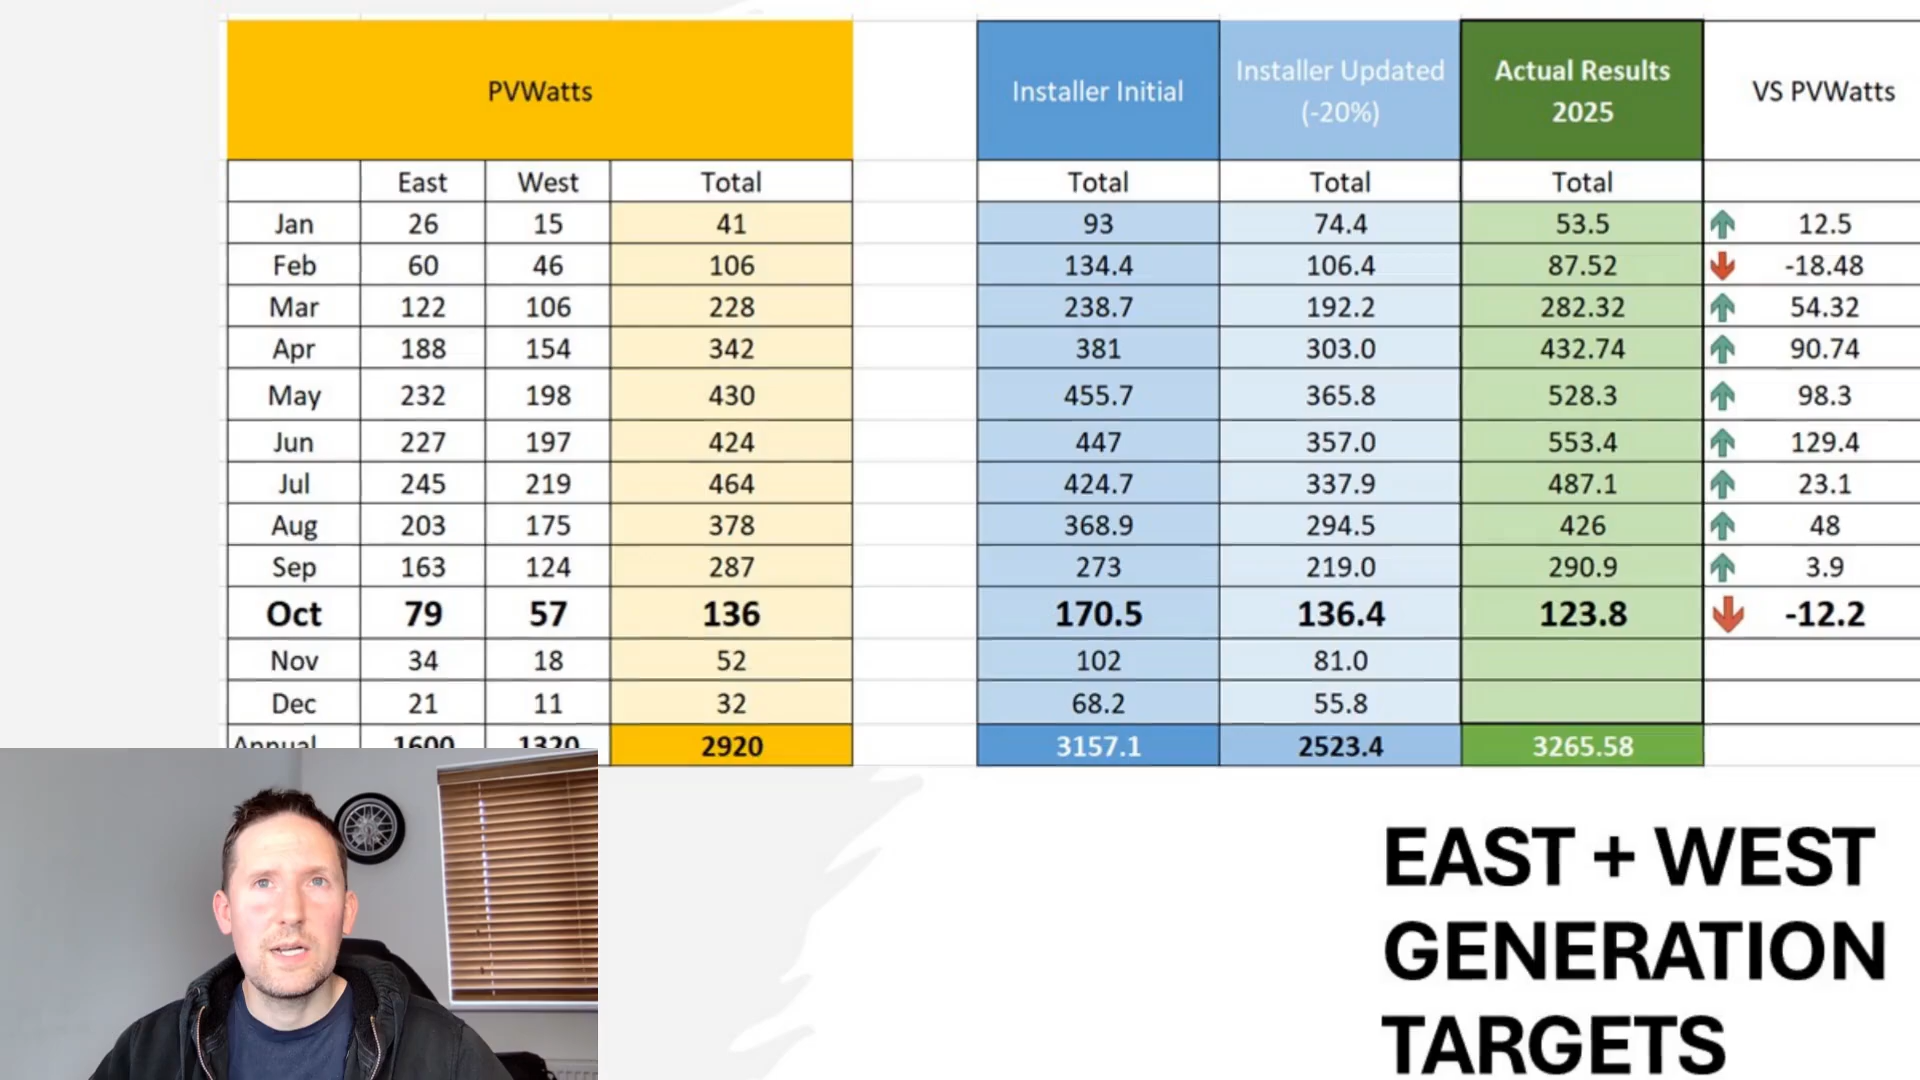 PVWatts Installer Initial Installer Updated (-20%) Actual Results 2025 VS PVWatts
East West Total Total Total Total
Jan 26 15 41 93 74.4 53.5 12.5
Feb 60 46 106 134.4 106.4 87.52 -18.48
Mar 122 106 228 238.7 192.2 282.32 54.32
Apr 188 154 342 381 303.0 432.74 90.74
May 232 198 430 455.7 365.8 528.3 98.3
Jun 227 197 424 447 357.0 553.4 129.4
Jul 245 219 464 424.7 337.9 487.1 23.1
Aug 203 175 378 368.9 294.5 426 48
Sep 163 124 287 273 219.0 290.9 3.9
Oct 79 57 136 170.5 136.4 123.8 -12.2
Nov 34 18 52 102 81.0
Dec 21 11 32 68.2 55.8
Annual 1600 1320 2920 3157.1 2523.4 3265.58
EAST + WEST
GENERATION
TARGETS